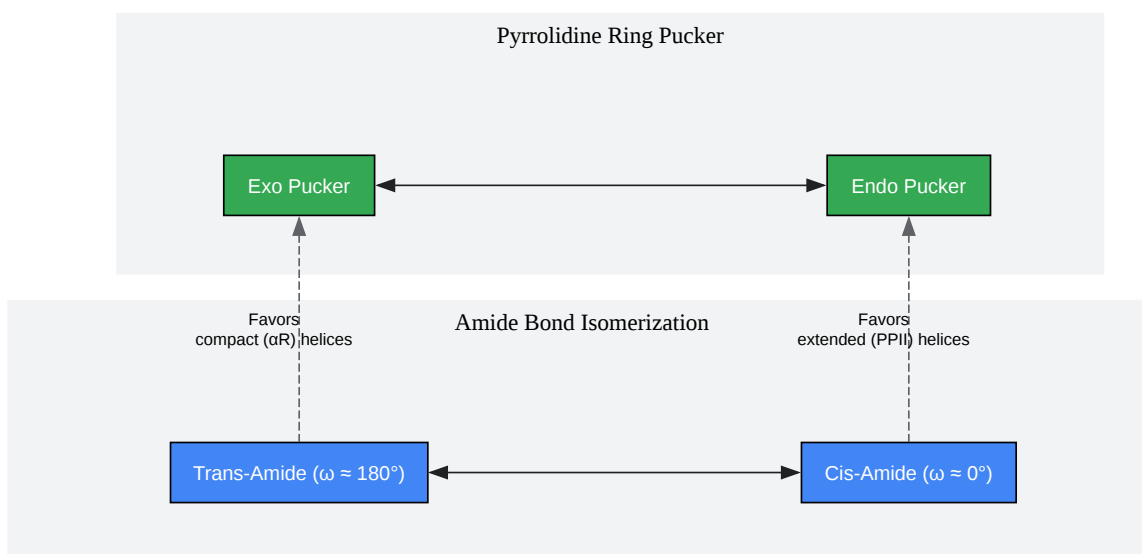 Pyrrolidine Ring Pucker
Exo Pucker
Endo Pucker
Favors
compact (αR) helices
Amide Bond Isomerization
Favors
extended (PPII) helices
Trans-Amide (ω ≈ 180°)
Cis-Amide (ω ≈ 0°)